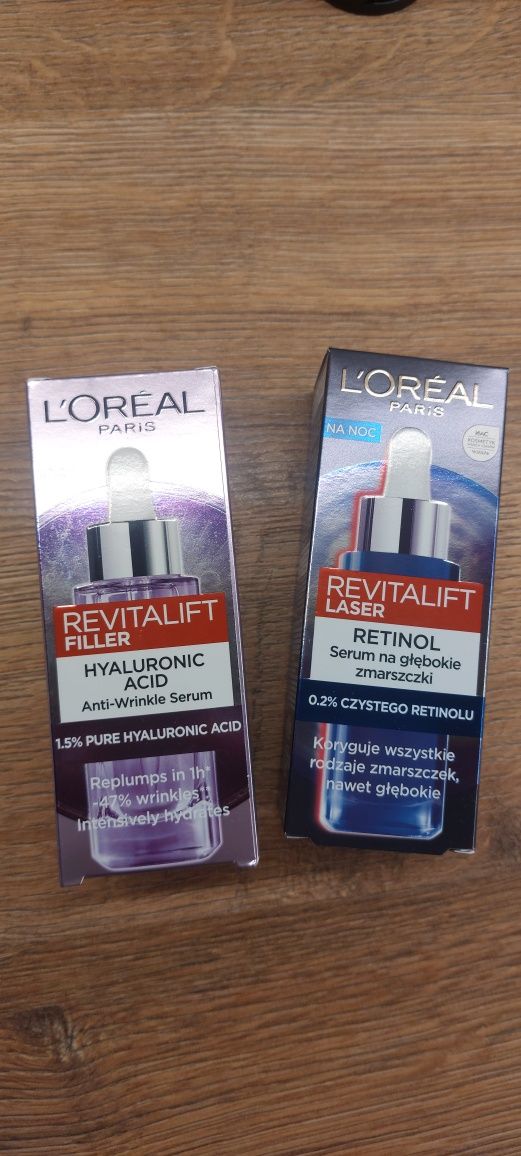 L'ORÉAL
PARIS
REVITALIFT
FILLER
HYALURONIC
ACID
Anti-Wrinkle Serum
1.5% PURE HYALURONIC ACID
Replumps in 1h*
-47% wrinkles**
Intensively hydrates
L'ORÉAL
PARIS
NA NOC
KOSMETYK
REVITALIFT
LASER
RETINOL
Serum na głębokie
zmarszczki
0.2% CZYSTEGO RETINOLU
Koryguje wszystkie
rodzaje zmarszczek,
nawet głębokie